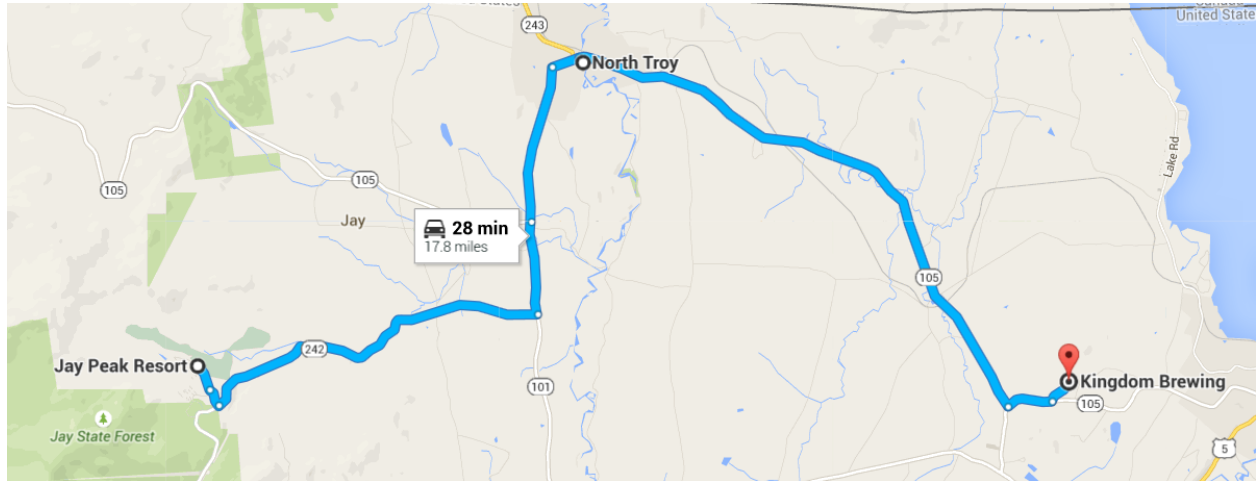 243
United States
North Troy
Lake Rd
105
105
Jay
28 min
17.8 miles
105
242
Jay Peak Resort
101
Kingdom Brewing
105
Jay State Forest
5